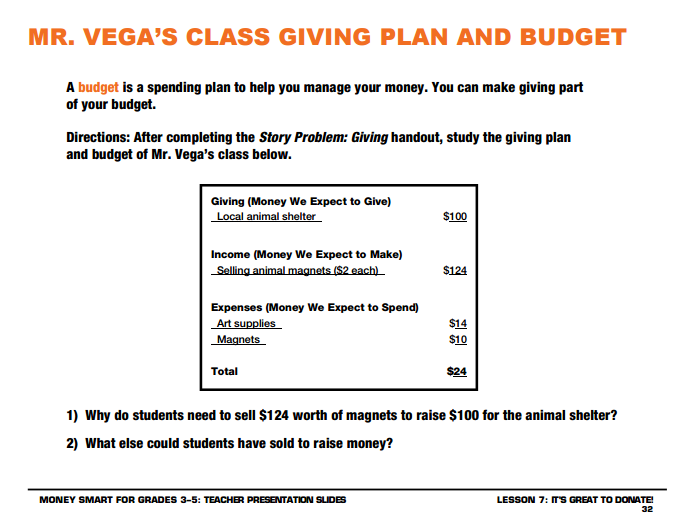 MR. VEGA’S CLASS GIVING PLAN AND BUDGET
A budget is a spending plan to help you manage your money. You can make giving part
of your budget.
Directions: After completing the Story Problem: Giving handout, study the giving plan
and budget of Mr. Vega’s class below.
Giving (Money We Expect to Give)
Local animal shelter $100
Income (Money We Expect to Make)
Selling animal magnets ($2 each) $124
Expenses (Money We Expect to Spend)
Art supplies $14
Magnets $10
Total $24
1) Why do students need to sell $124 worth of magnets to raise $100 for the animal shelter?
2) What else could students have sold to raise money?
MONEY SMART FOR GRADES 3–5: TEACHER PRESENTATION SLIDES LESSON 7: IT’S GREAT TO DONATE!
32